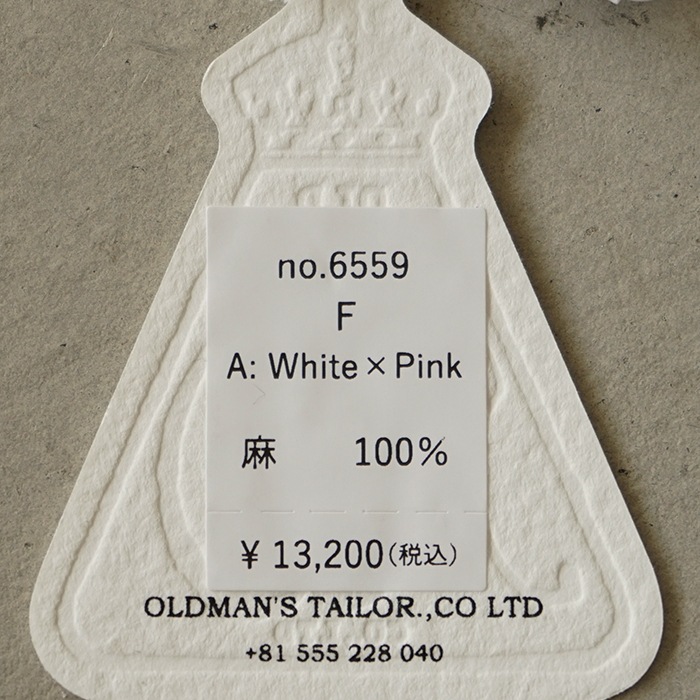 no.6559
F
A: White×Pink
麻 100%
¥ 13,200(税込)
OLDMAN'S TAILOR.,CO LTD
+81 555 228 040